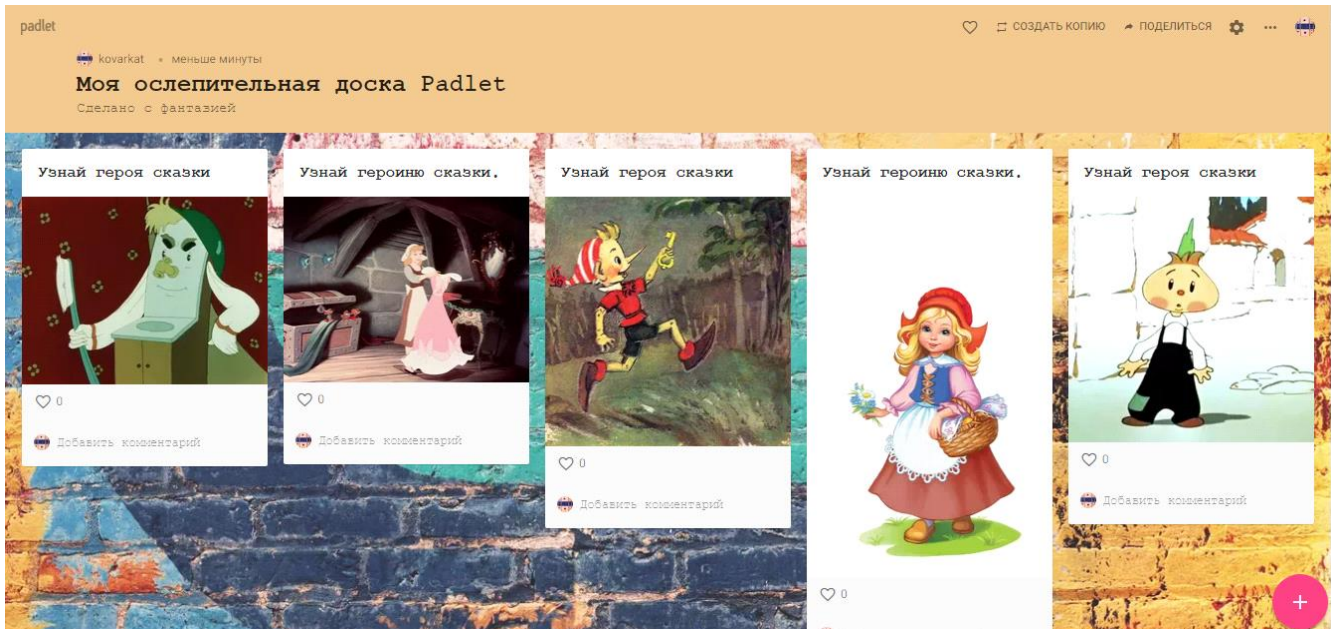 padlet
СОЗДАТЬ КОПИЮ
ПОДЕЛИТЬСЯ
kovarkat • меньше минуты
Моя ослепительная доска Padlet
Сделано с фантазией
Узнай героя сказки
0
Добавить комментарий
Узнай героиню сказки.
0
Добавить комментарий
Узнай героя сказки
0
Добавить комментарий
Узнай героиню сказки.
0
Узнай героя сказки
0
Добавить комментарий